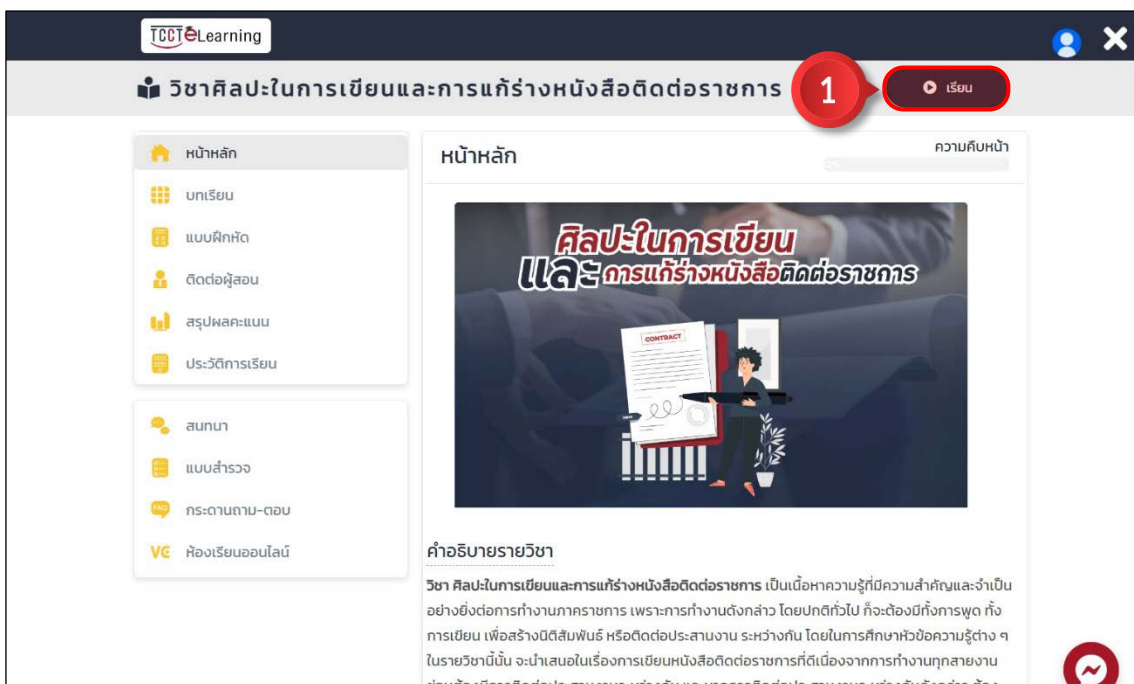 TCCTeLearning
วิชาศิลปะในการเขียนและการแก้ร่างหนังสือติดต่อราชการ
1
เรียน
หน้าหลัก
บทเรียน
แบบฝึกหัด
ติดต่อผู้สอน
สรุปผลคะแนน
ประวัติการเรียน
สนทนา
แบบสำรวจ
FAQ กระดานถาม-ตอบ
VC ห้องเรียนออนไลน์
หน้าหลัก
ความคืบหน้า
ศิลปะในการเขียน
และการแก้ร่างหนังสือติดต่อราชการ
CONTRACT
คำอธิบายรายวิชา
วิชา ศิลปะในการเขียนและการแก้ร่างหนังสือติดต่อราชการ เป็นเนื้อหาความรู้ที่มีความสำคัญและจำเป็น
อย่างยิ่งต่อการทำงานภาคราชการ เพราะการทำงานดังกล่าว โดยปกติทั่วไป ก็จะต้องมีทั้งการพูด ทั้ง
การเขียน เพื่อสร้างนิติสัมพันธ์ หรือติดต่อประสานงาน ระหว่างกัน โดยในการศึกษาหัวข้อความรู้ต่าง ๆ
ในรายวิชานี้นั้น จะนำเสนอในเรื่องการเขียนหนังสือติดต่อราชการที่ดีเนื่องจากการทำงานทุกสายงาน